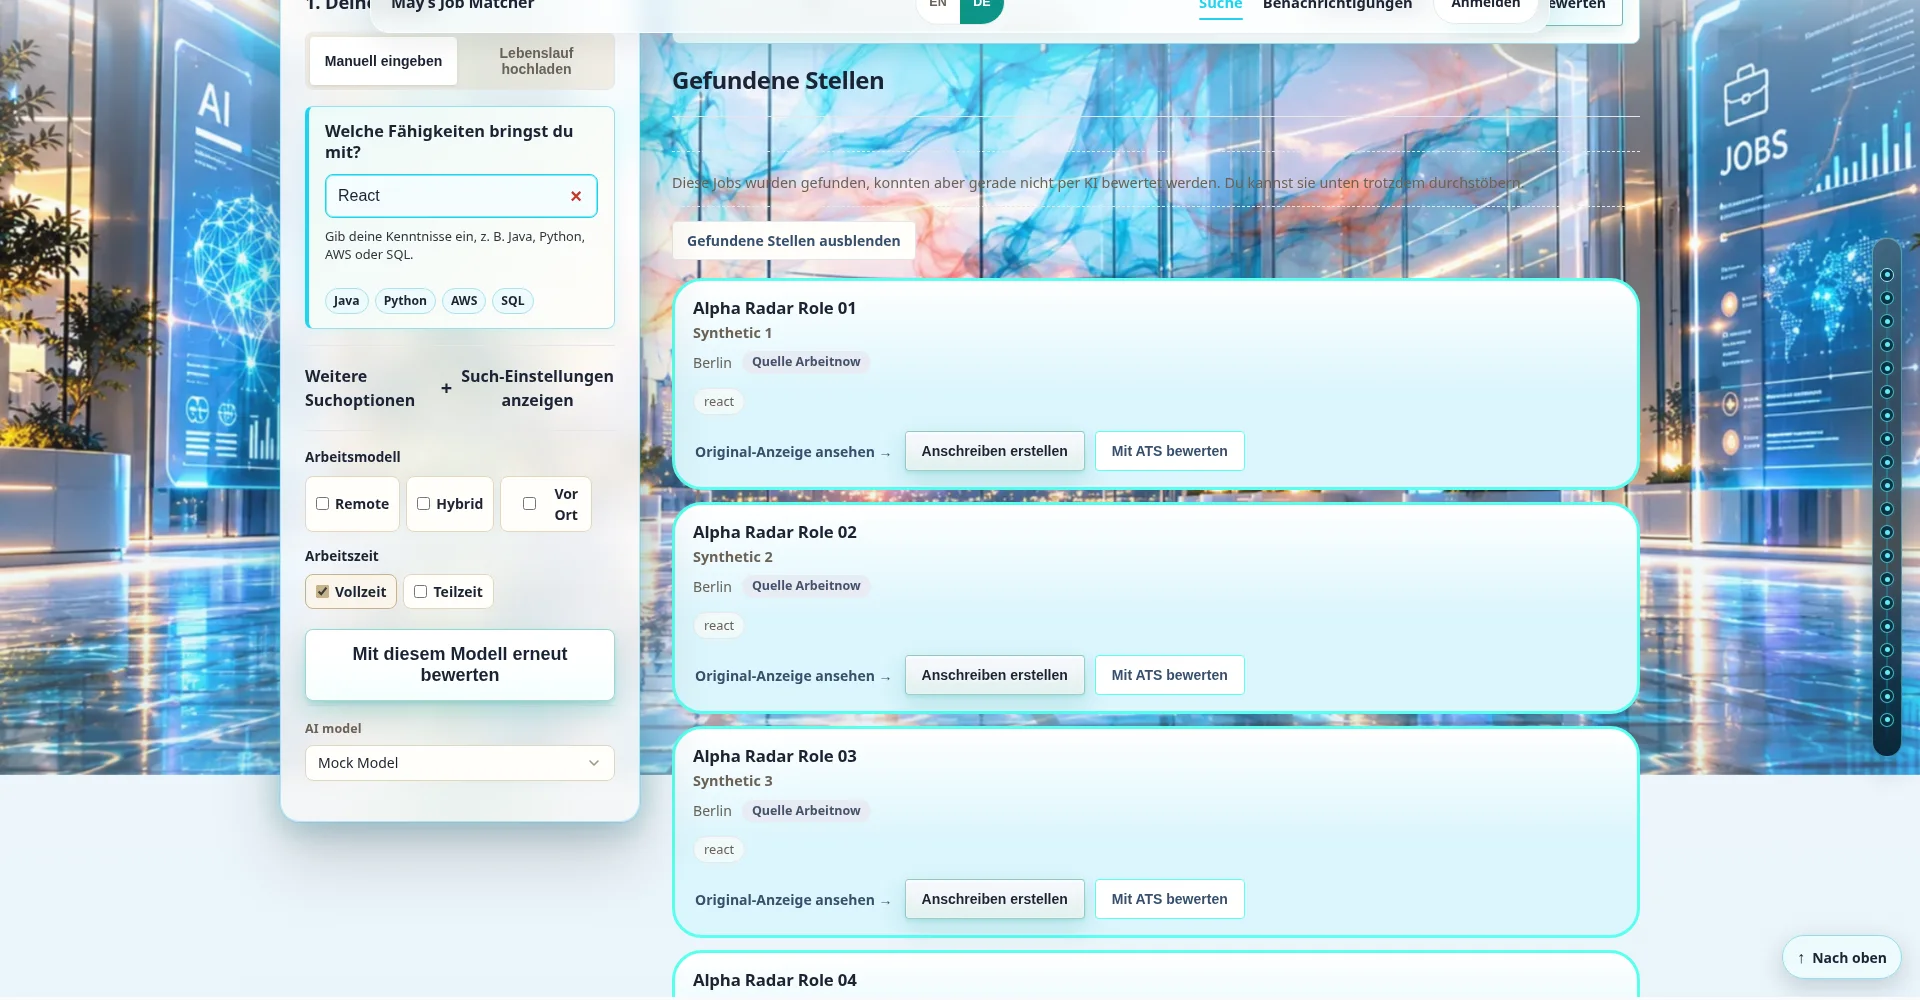 1. Deine
May's Job Matcher
EN
DE
Suche
Benachrichtigungen
Anmelden
ewerten
Manuell eingeben
Lebenslauf
hochladen
Welche Fähigkeiten bringst du
mit?
React
Gib deine Kenntnisse ein, z. B. Java, Python,
AWS oder SQL.
Java
Python
AWS
SQL
Weitere
Suchoptionen
+
Such-Einstellungen
anzeigen
Arbeitsmodell
Remote
Hybrid
Vor
Ort
Arbeitszeit
Vollzeit
Teilzeit
Mit diesem Modell erneut
bewerten
AI model
Mock Model
Gefundene Stellen
Diese Jobs wurden gefunden, konnten aber gerade nicht per KI bewertet werden. Du kannst sie unten trotzdem durchstöbern.
Gefundene Stellen ausblenden
Alpha Radar Role 01
Synthetic 1
Berlin
Quelle Arbeitnow
react
Original-Anzeige ansehen →
Anschreiben erstellen
Mit ATS bewerten
Alpha Radar Role 02
Synthetic 2
Berlin
Quelle Arbeitnow
react
Original-Anzeige ansehen →
Anschreiben erstellen
Mit ATS bewerten
Alpha Radar Role 03
Synthetic 3
Berlin
Quelle Arbeitnow
react
Original-Anzeige ansehen →
Anschreiben erstellen
Mit ATS bewerten
Alpha Radar Role 04
AI
JOBS
↑ Nach oben